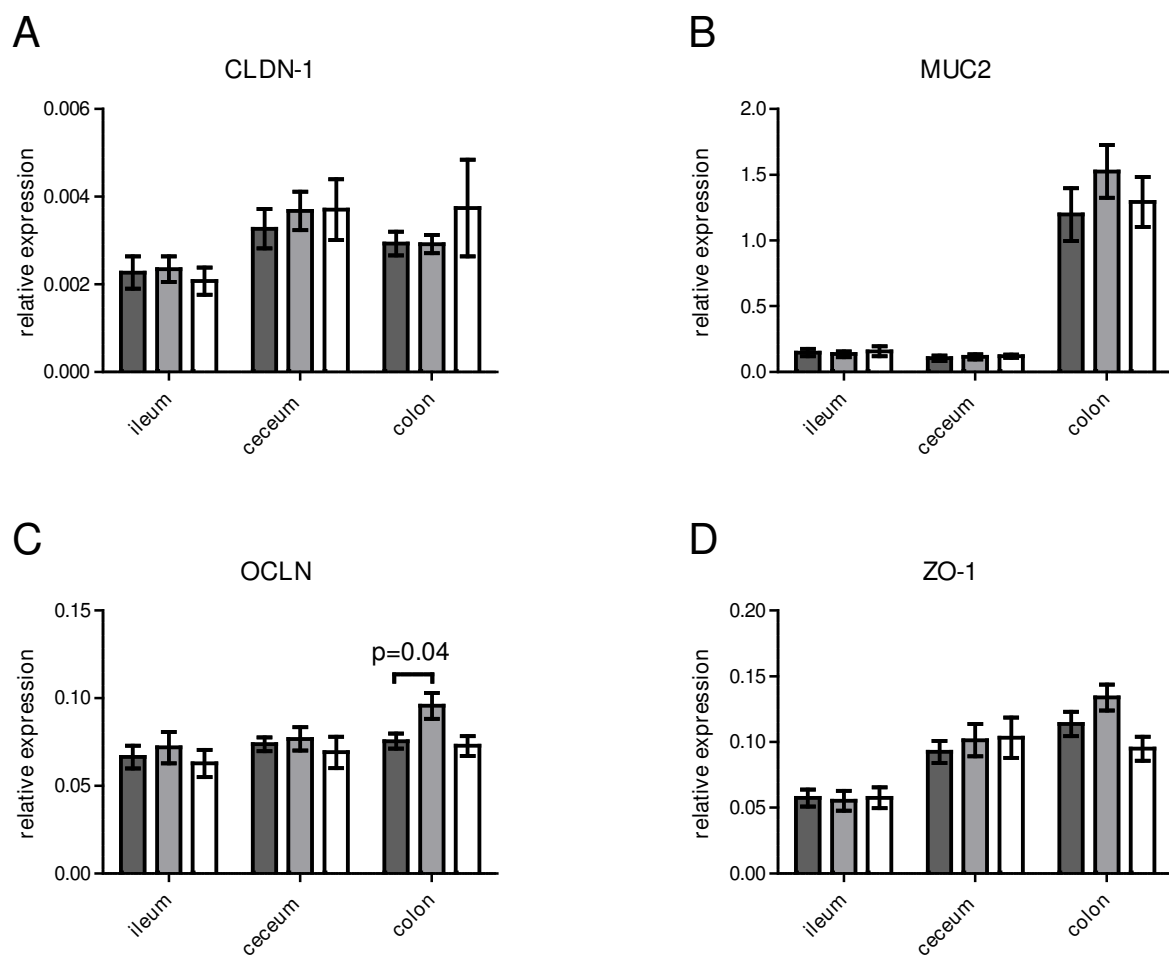 A
CLDN-1
relative expression
0.006
0.004
0.002
0.000
ileum
ceceum
colon
B
MUC2
relative expression
2.0
1.5
1.0
0.5
0.0
ileum
ceceum
colon
C
OCLN
relative expression
0.15
0.10
0.05
0.00
p=0.04
ileum
ceceum
colon
D
ZO-1
relative expression
0.20
0.15
0.10
0.05
0.00
ileum
ceceum
colon